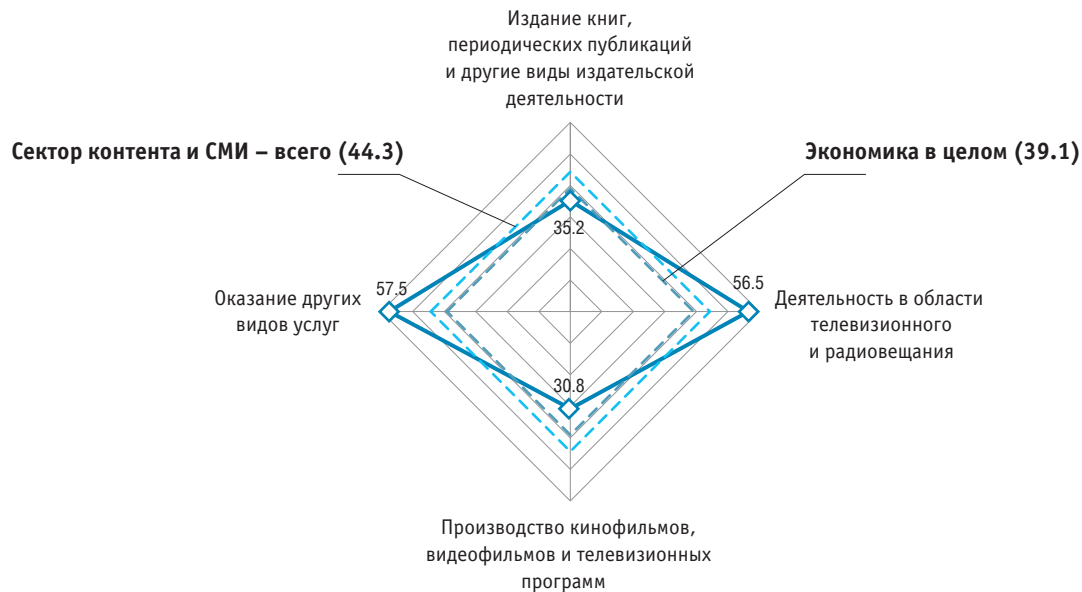 Издание книг,
периодических публикаций
и другие виды издательской
деятельности
Сектор контента и СМИ – всего (44.3)
Экономика в целом (39.1)
35.2
57.5
56.5
Оказание других
видов услуг
Деятельность в области
телевизионного
и радиовещания
30.8
Производство кинофильмов,
видеофильмов и телевизионных
программ